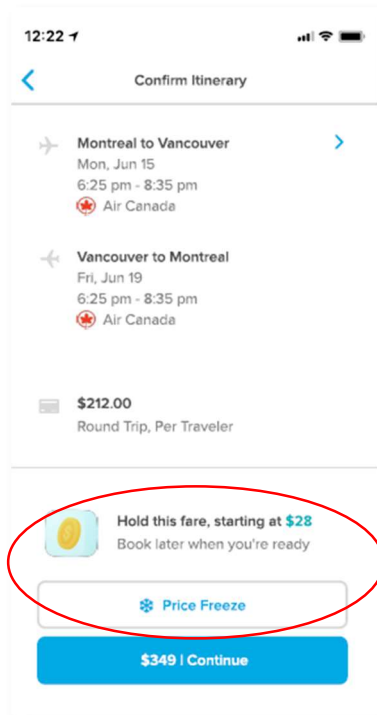 12:22
Confirm Itinerary
Montreal to Vancouver
Mon, Jun 15
6:25 pm - 8:35 pm
Air Canada
Vancouver to Montreal
Fri, Jun 19
6:25 pm - 8:35 pm
Air Canada
$212.00
Round Trip, Per Traveler
Hold this fare, starting at $28
Book later when you're ready
Price Freeze
$349 | Continue